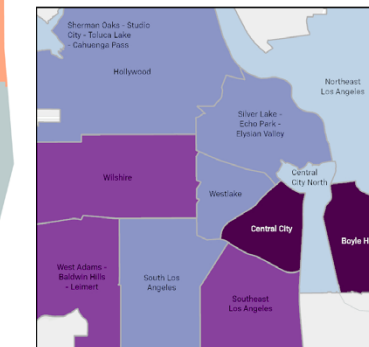 Sherman Oaks - Studio
City - Toluca Lake
- Cahuenga Pass
Hollywood
Northeast
Los Angeles
Silver Lake -
Echo Park -
Elysian Valley
Central
City North
Wilshire
Westlake
Central City
Boyle H
West Adams -
Baldwin Hills
- Leimert
South Los
Angeles
Southeast
Los Angeles